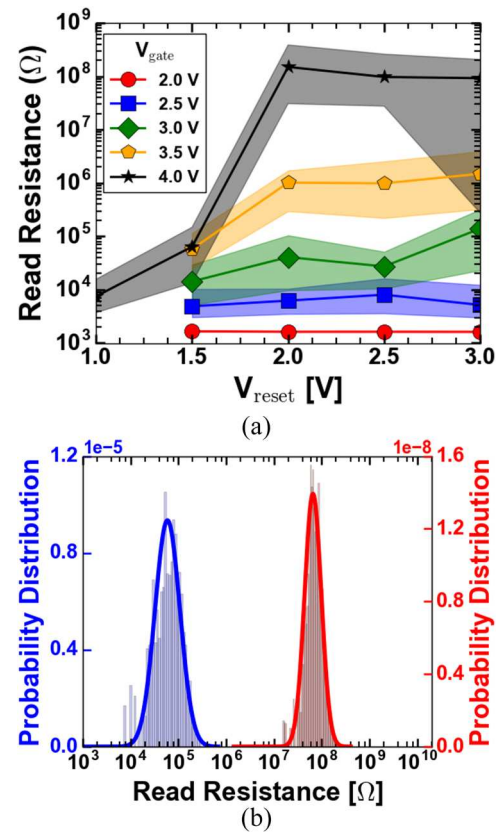 10⁹
10⁸
10⁷
10⁶
10⁵
10⁴
10³
Read Resistance (Ω)
V_gate
2.0 V
2.5 V
3.0 V
3.5 V
4.0 V
1.0 1.5 2.0 2.5 3.0
V_reset [V]
(a)
1e−5 1e−8
1.2
0.8
0.4
0.0
Probability Distribution
1.6
1.2
0.8
0.4
0.0
Probability Distribution
10³ 10⁴ 10⁵ 10⁶ 10⁷ 10⁸ 10⁹ 10¹⁰
Read Resistance [Ω]
(b)